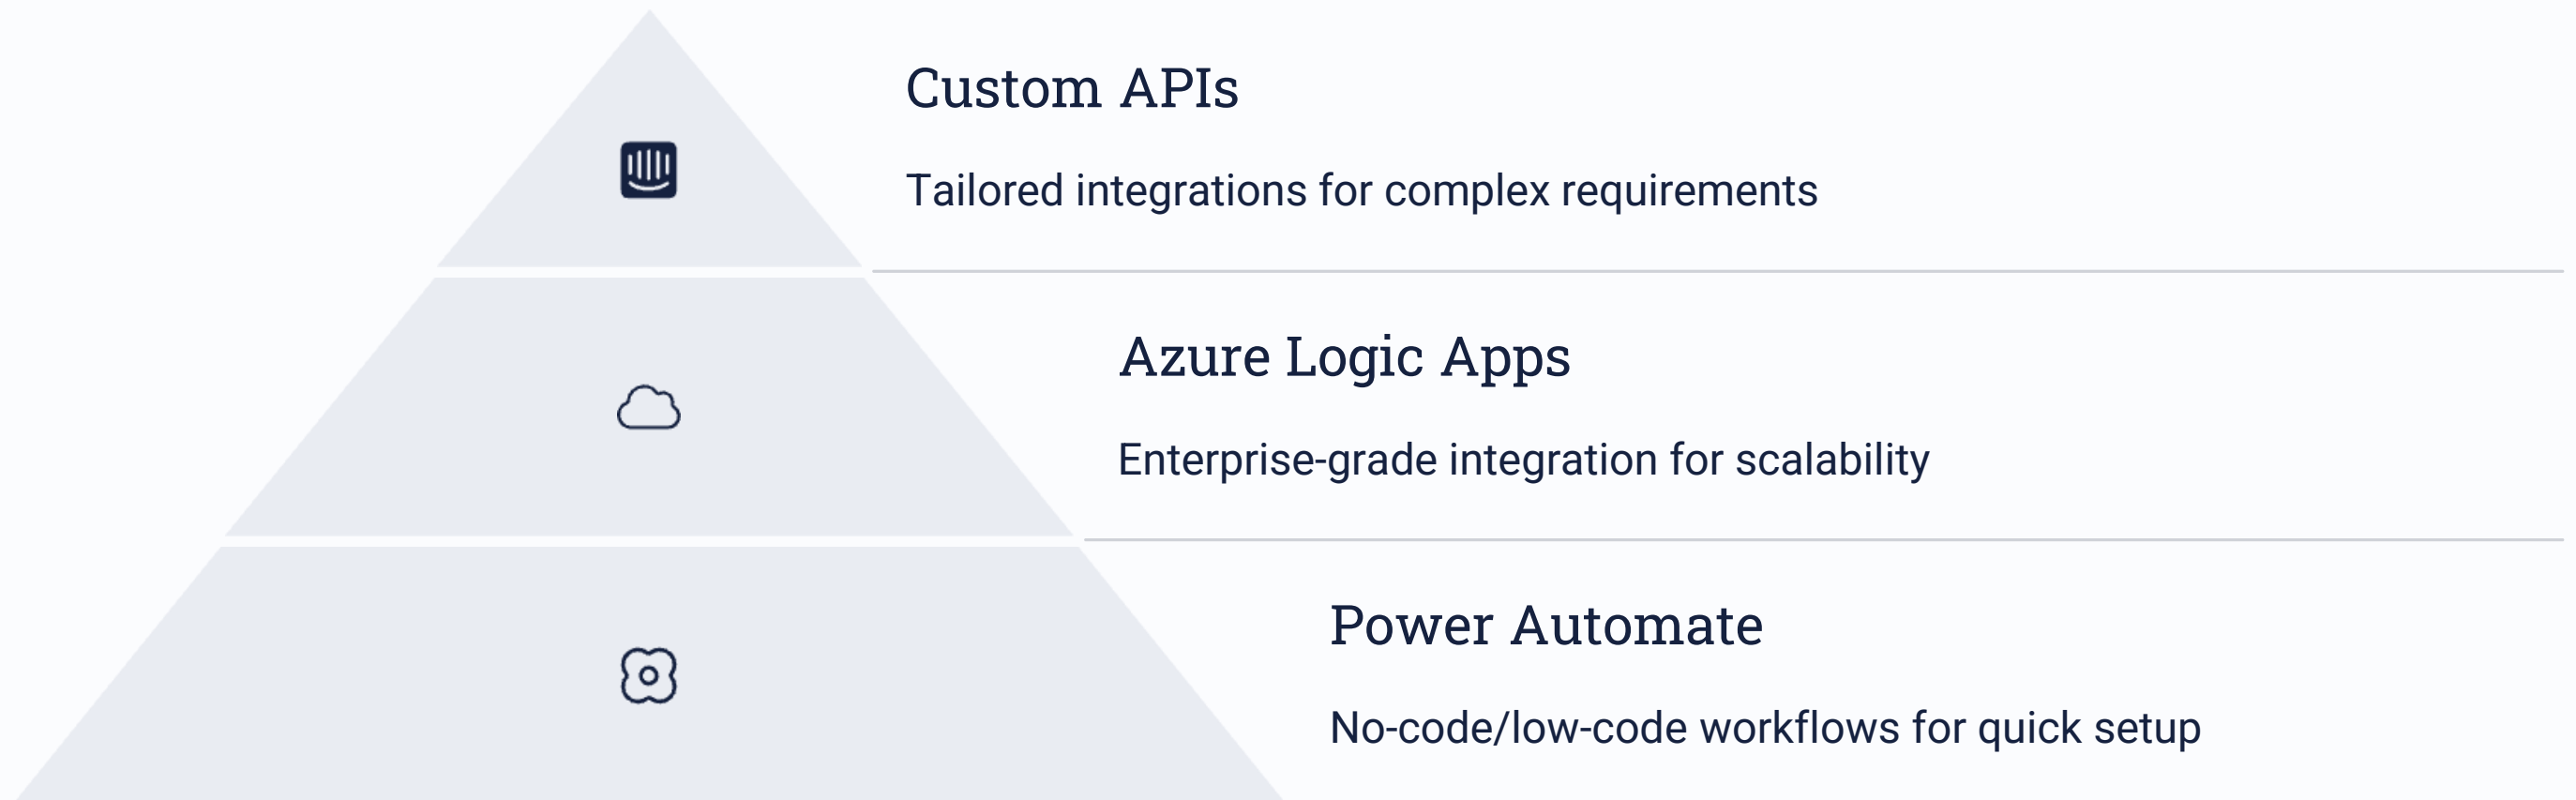 Custom APIs
Tailored integrations for complex requirements
Azure Logic Apps
Enterprise-grade integration for scalability
Power Automate
No-code/low-code workflows for quick setup